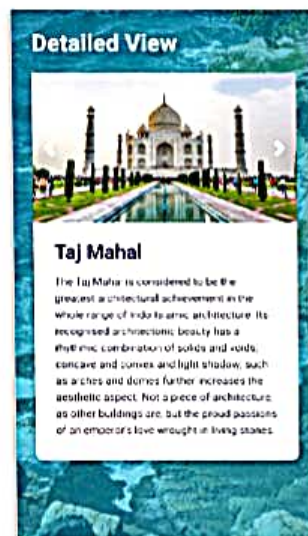 Detailed View
Taj Mahal
The Taj Mahal is considered to be the
greatest architectural achievement in the
whole range of Indo Islamic architecture. Its
recognised architectonic beauty has a
rhythmic combination of solids and voids,
concave and convex and light shadow, such
as arches and domes further increases the
aesthetic aspect. Not a piece of architecture,
as other buildings are, but the proud passions
of an emperor's love wrought in living stones.